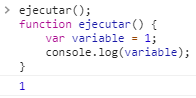 > ejecutar();
function ejecutar() {
    var variable = 1;
    console.log(variable);
}
1